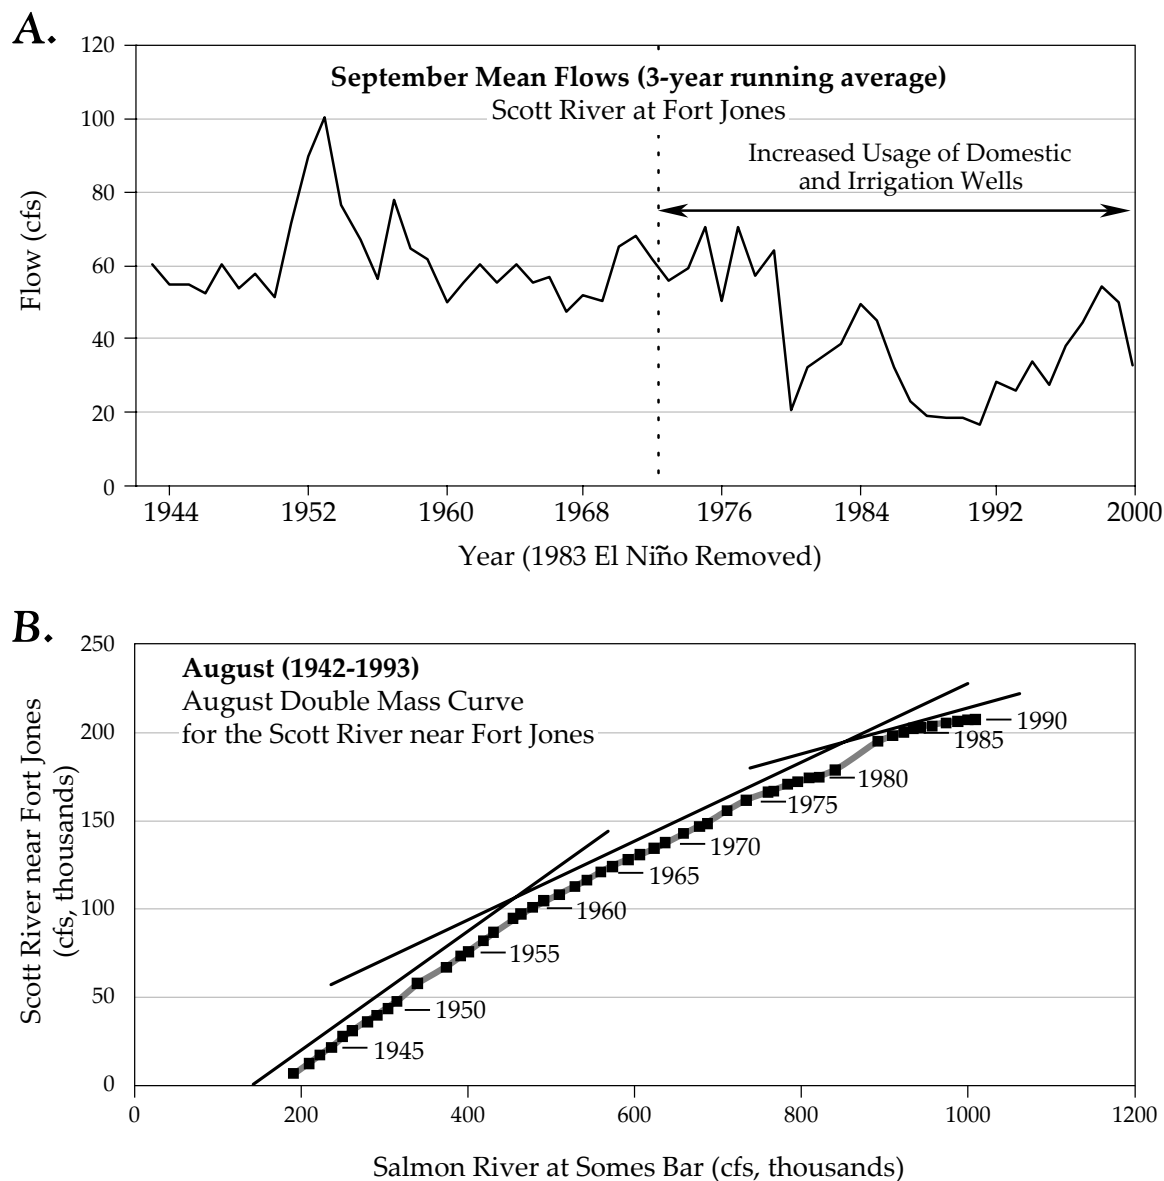 A.
120
100
80
60
40
20
0
Flow (cfs)
September Mean Flows (3-year running average)
Scott River at Fort Jones
Increased Usage of Domestic
and Irrigation Wells
1944
1952
1960
1968
1976
1984
1992
2000
Year (1983 El Niño Removed)
B.
250
200
150
100
50
0
Scott River near Fort Jones
(cfs, thousands)
August (1942-1993)
August Double Mass Curve
for the Scott River near Fort Jones
1990
1985
1980
1975
1970
1965
1960
1955
1950
1945
0
200
400
600
800
1000
1200
Salmon River at Somes Bar (cfs, thousands)